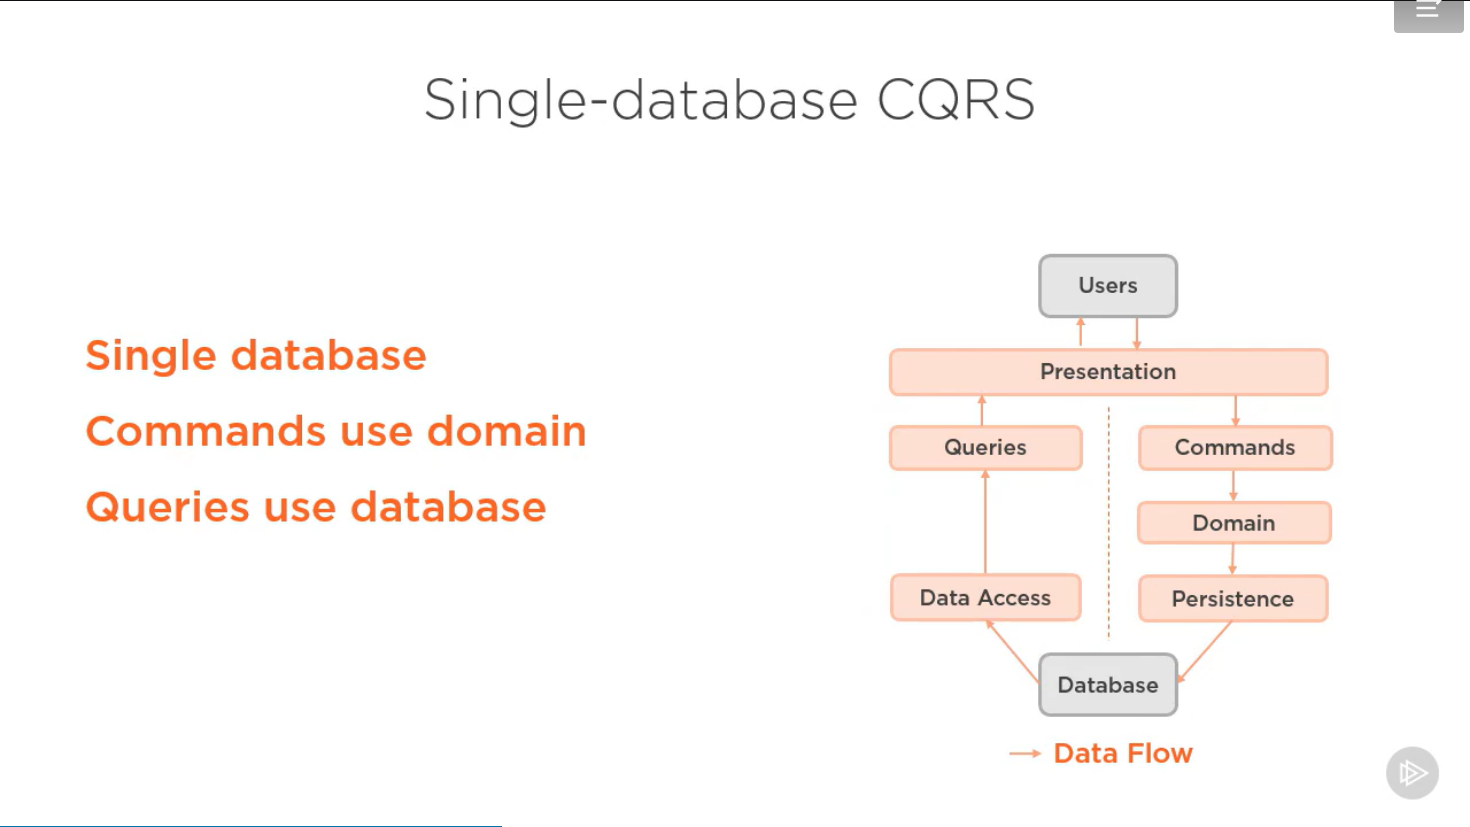 Single-database CQRS
Single database
Commands use domain
Queries use database
Users
Presentation
Queries
Commands
Domain
Data Access
Persistence
Database
Data Flow